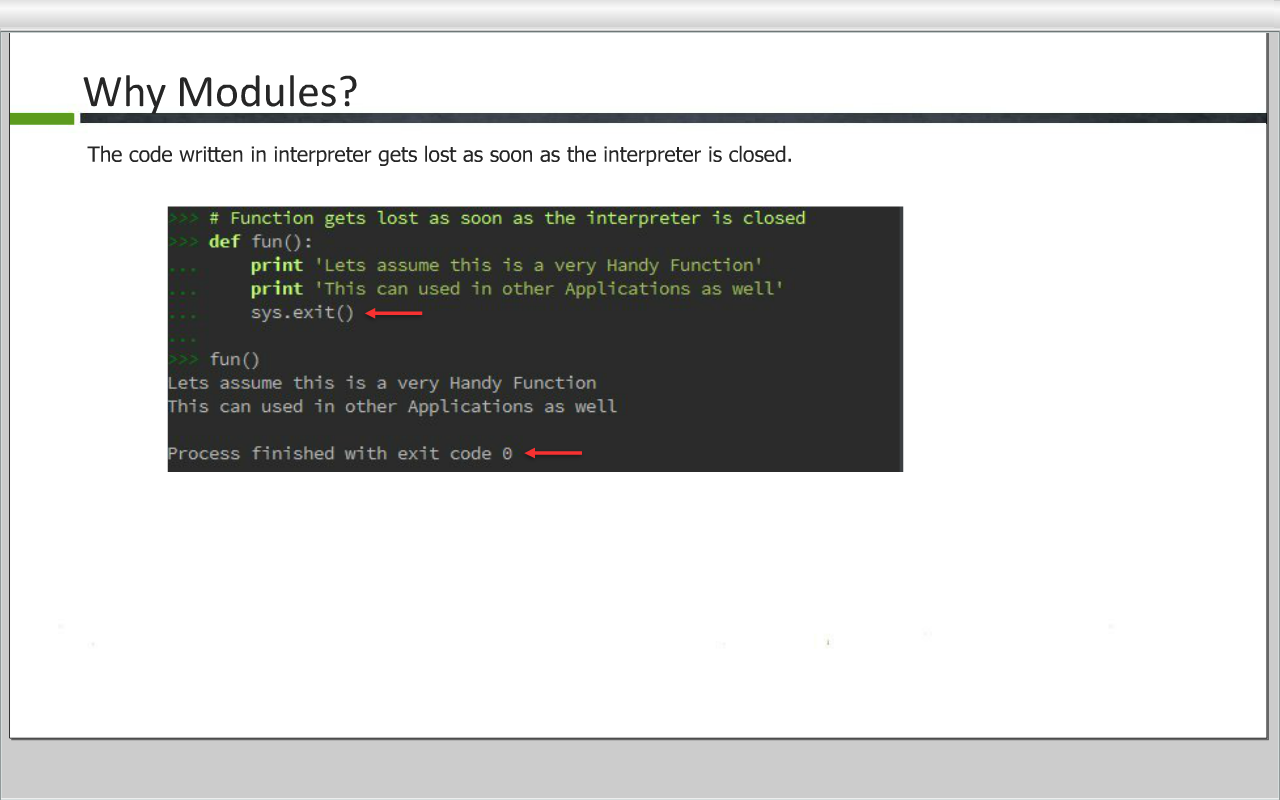 Why Modules?
The code written in interpreter gets lost as soon as the interpreter is closed.
>>> # Function gets lost as soon as the interpreter is closed
>>> def fun():
...     print 'Lets assume this is a very Handy Function'
...     print 'This can used in other Applications as well'
...     sys.exit()
...
>>> fun()
Lets assume this is a very Handy Function
This can used in other Applications as well
Process finished with exit code 0